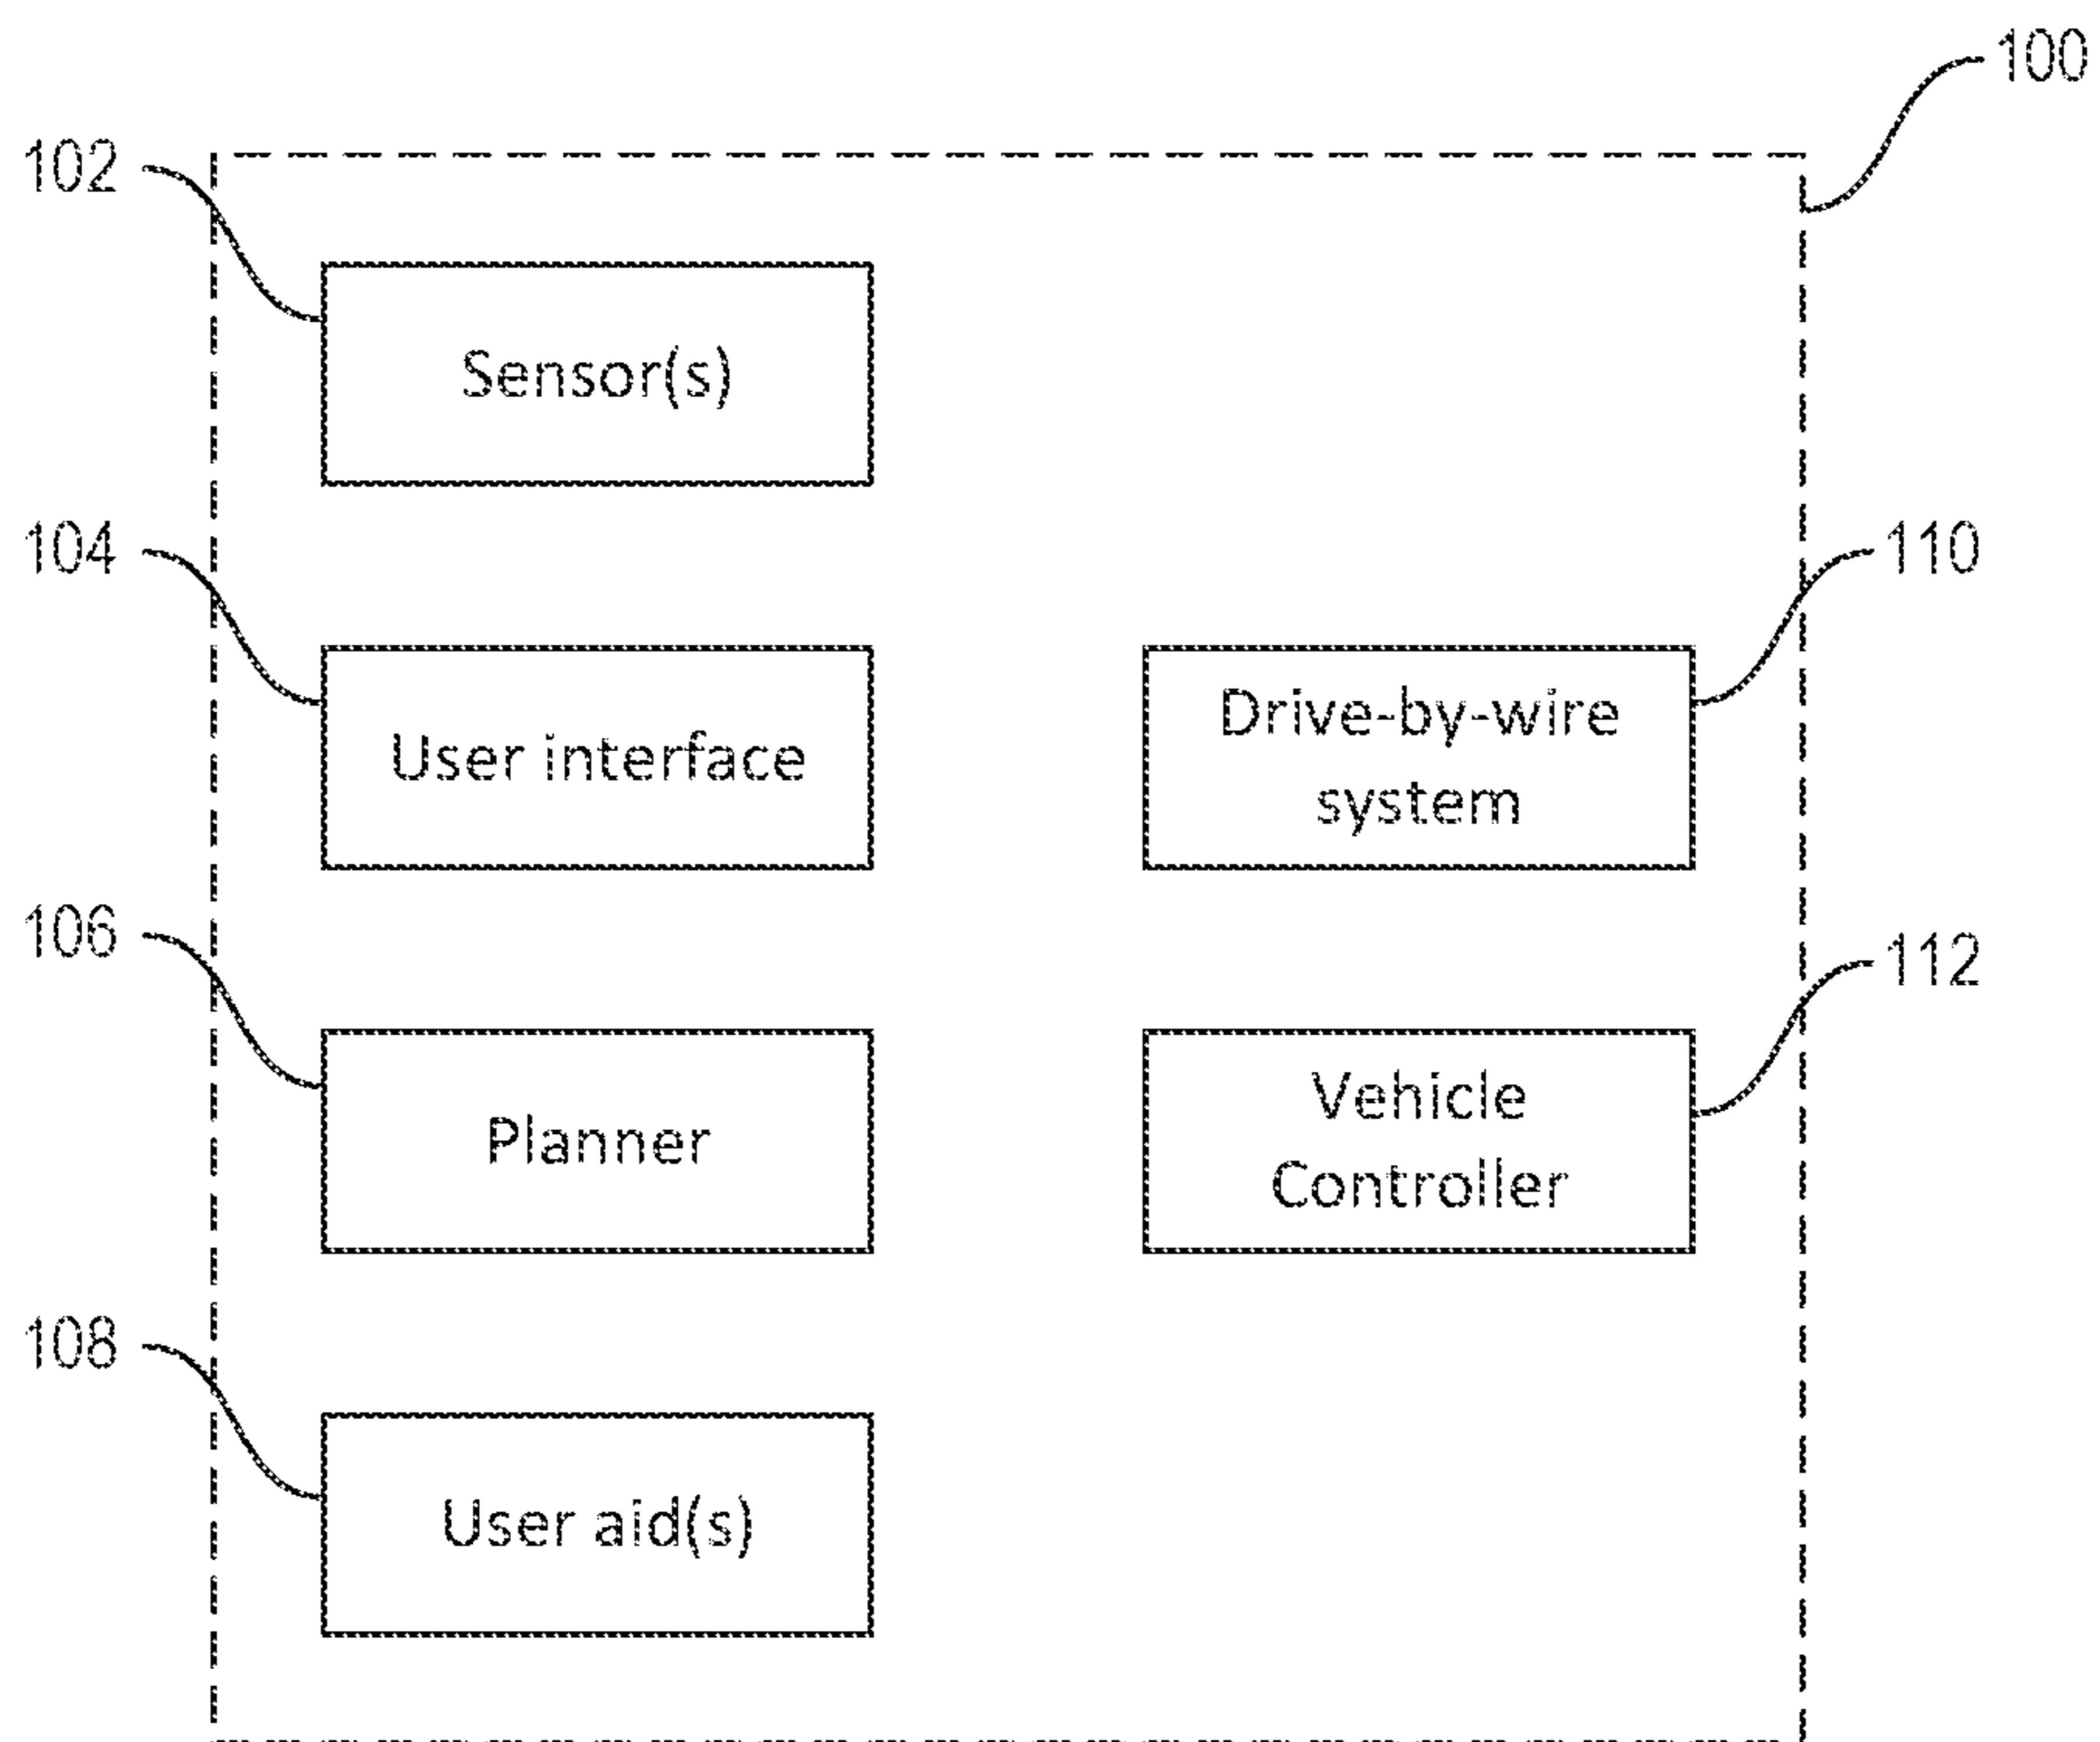 100
102
Sensor(s)
104
110
User interface
Drive-by-wire
system
106
112
Planner
Vehicle
Controller
108
User aid(s)